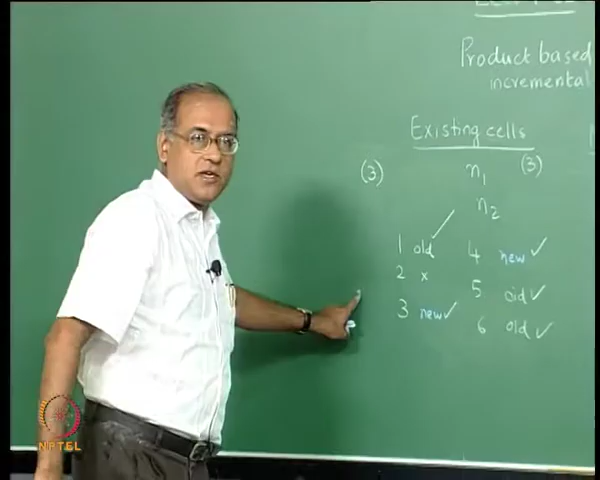 Product based
incremental
Existing cells
(3) n1 (3)
n2
1 old 4 new ✓
2 x 5 old ✓
3 new ✓ 6 old ✓
NPTEL